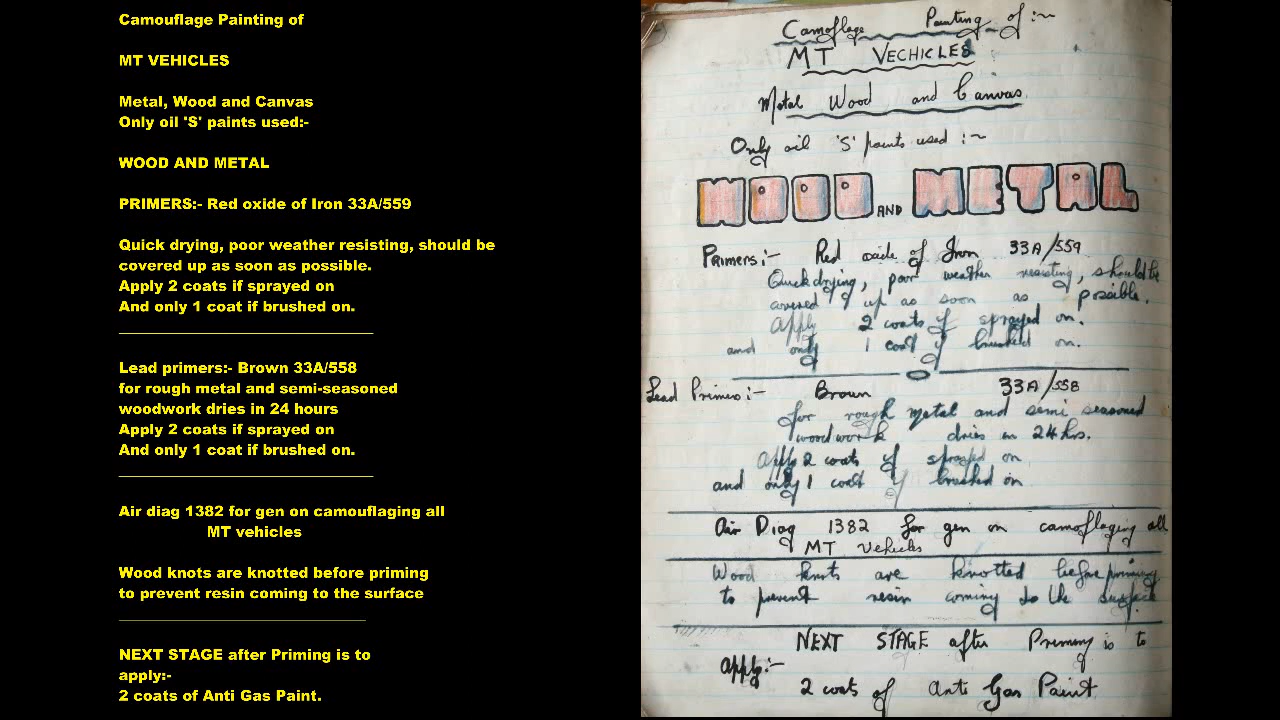 Camouflage Painting of
MT VEHICLES
Metal, Wood and Canvas
Only oil 'S' paints used:-
WOOD AND METAL
PRIMERS:- Red oxide of Iron 33A/559
Quick drying, poor weather resisting, should be
covered up as soon as possible.
Apply 2 coats if sprayed on
And only 1 coat if brushed on.
Lead primers:- Brown 33A/558
for rough metal and semi-seasoned
woodwork dries in 24 hours
Apply 2 coats if sprayed on
And only 1 coat if brushed on.
Air diag 1382 for gen on camouflaging all
MT vehicles
Wood knots are knotted before priming
to prevent resin coming to the surface
NEXT STAGE after Priming is to
apply:-
2 coats of Anti Gas Paint.
Camoflage Painting of:~
MT VECHICLES
Metal Wood and Canvas
Only oil 'S' paints used :~
WOOD AND METAL
Primers:- Red oxide of Iron 33A/559
Quick drying, poor weather resisting, should be
covered up as soon as possible.
Apply 2 coats if sprayed on.
and only 1 coat if brushed on.
Lead Primers:- Brown 33A/558
for rough metal and semi seasoned
woodwork dries in 24 hrs.
Apply 2 coats if sprayed on
and only 1 coat if brushed on
Air Diag 1382 for gen on camoflaging all
MT Vehicles
Wood knots are knotted before priming
to prevent resin coming to the surface
NEXT STAGE after Priming is to
apply:-
2 coats of Anti Gas Paint